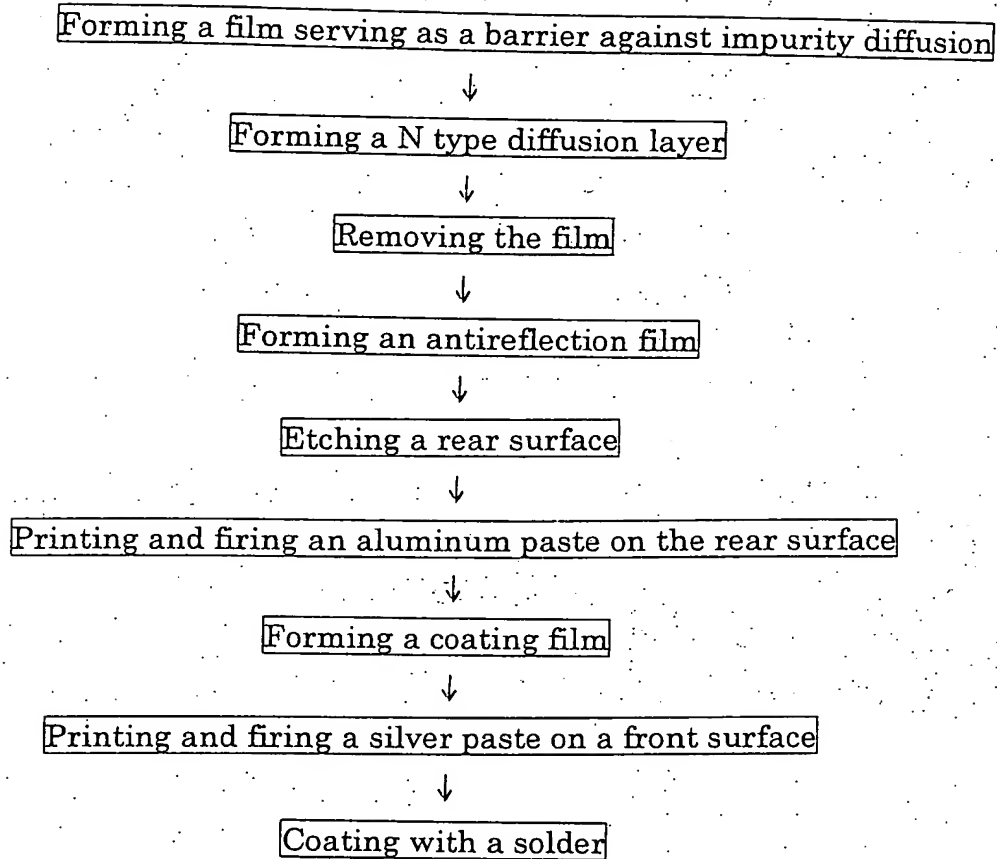 Forming a film serving as a barrier against impurity diffusion
↓
Forming a N type diffusion layer
↓
Removing the film
↓
Forming an antireflection film
↓
Etching a rear surface
↓
Printing and firing an aluminum paste on the rear surface
↓
Forming a coating film
↓
Printing and firing a silver paste on a front surface
↓
Coating with a solder